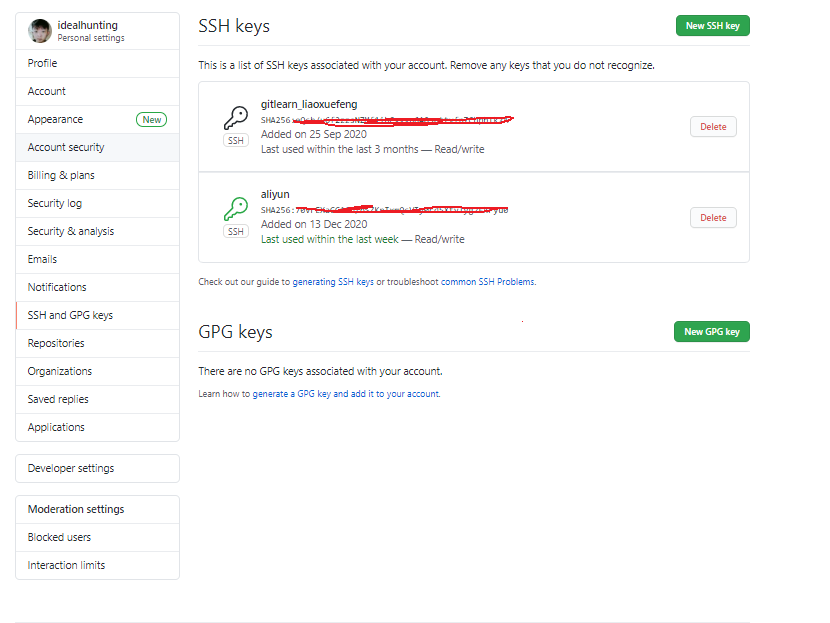 idealhunting
Personal settings
Profile
Account
Appearance New
Account security
Billing & plans
Security log
Security & analysis
Emails
Notifications
SSH and GPG keys
Repositories
Organizations
Saved replies
Applications
Developer settings
Moderation settings
Blocked users
Interaction limits
SSH keys
New SSH key
This is a list of SSH keys associated with your account. Remove any keys that you do not recognize.
SSH
gitlearn_liaoxuefeng
SHA256:
Added on 25 Sep 2020
Last used within the last 3 months — Read/write
Delete
SSH
aliyun
SHA256:
Added on 13 Dec 2020
Last used within the last week — Read/write
Delete
Check out our guide to generating SSH keys or troubleshoot common SSH Problems.
GPG keys
New GPG key
There are no GPG keys associated with your account.
Learn how to generate a GPG key and add it to your account.